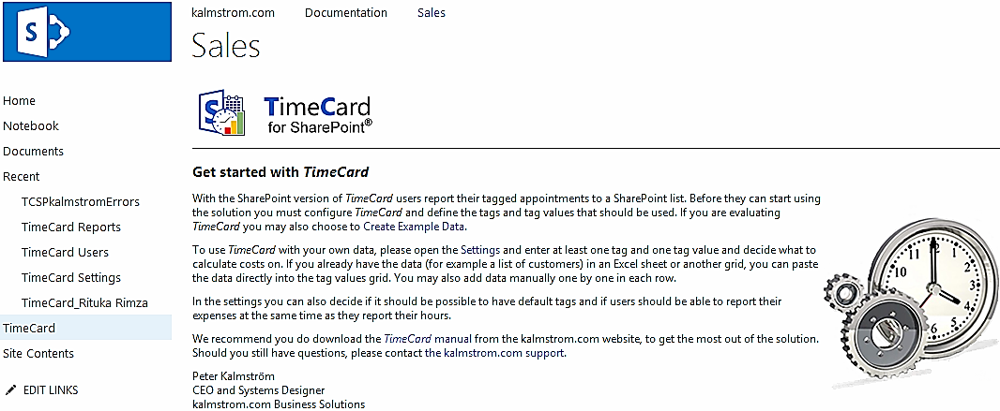 S
kalmstrom.com Documentation Sales
Sales
Home
Notebook
Documents
Recent
TCSPkalmstromErrors
TimeCard Reports
TimeCard Users
TimeCard Settings
TimeCard_Rituka Rimza
TimeCard
Site Contents
EDIT LINKS
S
TimeCard
for SharePoint®
Get started with TimeCard
With the SharePoint version of TimeCard users report their tagged appointments to a SharePoint list. Before they can start using
the solution you must configure TimeCard and define the tags and tag values that should be used. If you are evaluating
TimeCard you may also choose to Create Example Data.
To use TimeCard with your own data, please open the Settings and enter at least one tag and one tag value and decide what to
calculate costs on. If you already have the data (for example a list of customers) in an Excel sheet or another grid, you can paste
the data directly into the tag values grid. You may also add data manually one by one in each row.
In the settings you can also decide if it should be possible to have default tags and if users should be able to report their
expenses at the same time as they report their hours.
We recommend you do download the TimeCard manual from the kalmstrom.com website, to get the most out of the solution.
Should you still have questions, please contact the kalmstrom.com support.
Peter Kalmström
CEO and Systems Designer
kalmstrom.com Business Solutions
11 12 1
10 2
3
4
6 5